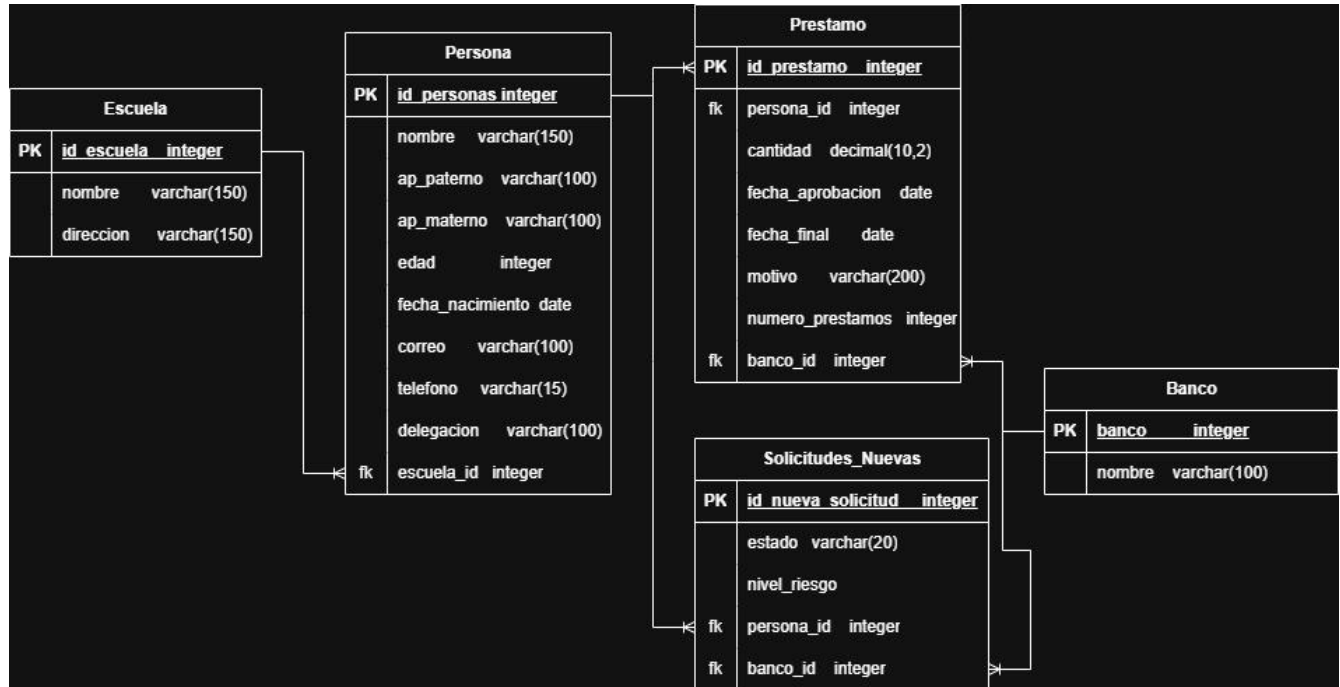 Escuela
PK id_escuela integer
nombre varchar(150)
direccion varchar(150)
Persona
PK id_personas integer
nombre varchar(150)
ap_paterno varchar(100)
ap_materno varchar(100)
edad integer
fecha_nacimiento date
correo varchar(100)
telefono varchar(15)
delegacion varchar(100)
fk escuela_id integer
Prestamo
PK id_prestamo integer
fk persona_id integer
cantidad decimal(10,2)
fecha_aprobacion date
fecha_final date
motivo varchar(200)
numero_prestamos integer
fk banco_id integer
Solicitudes_Nuevas
PK id_nueva_solicitud integer
estado varchar(20)
nivel_riesgo
fk persona_id integer
fk banco_id integer
Banco
PK banco integer
nombre varchar(100)